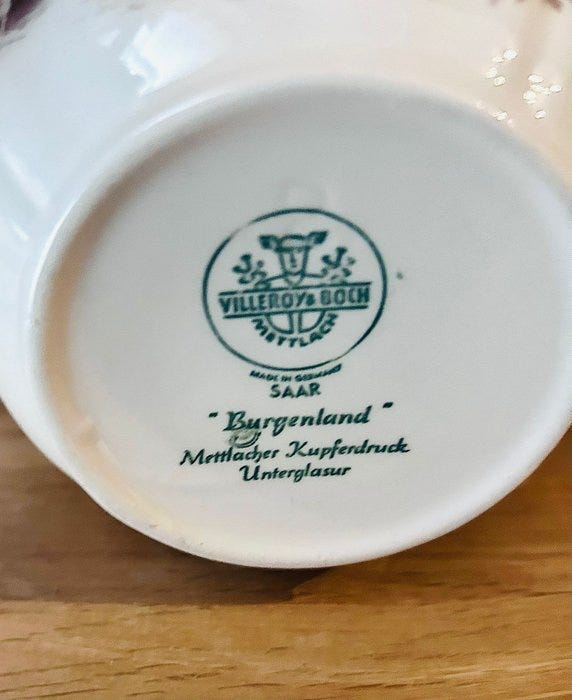 VILLEROY & BOCH
METTLACH
MADE IN GERMANY
SAAR
"Burgenland"
Mettlacher Kupferdruck
Unterglasur